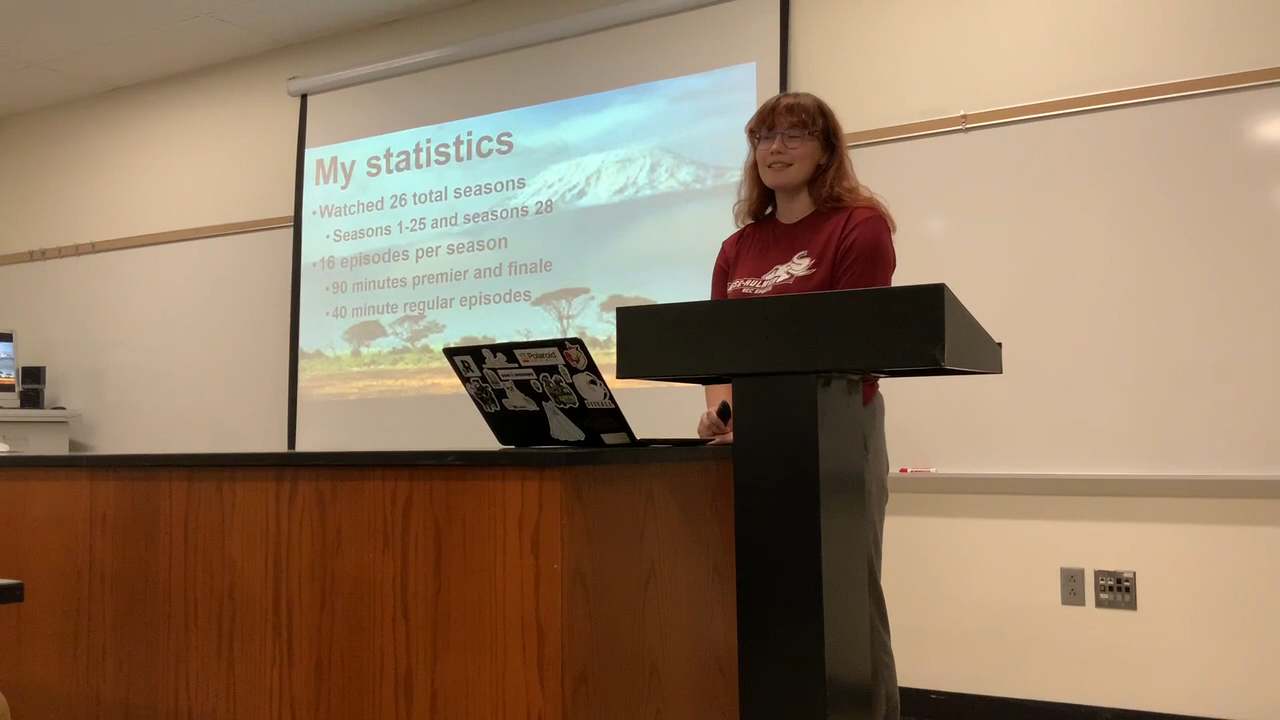 My statistics
•Watched 26 total seasons
•Seasons 1-25 and seasons 28
•16 episodes per season
•90 minutes premier and finale
•40 minute regular episodes
Polaroid